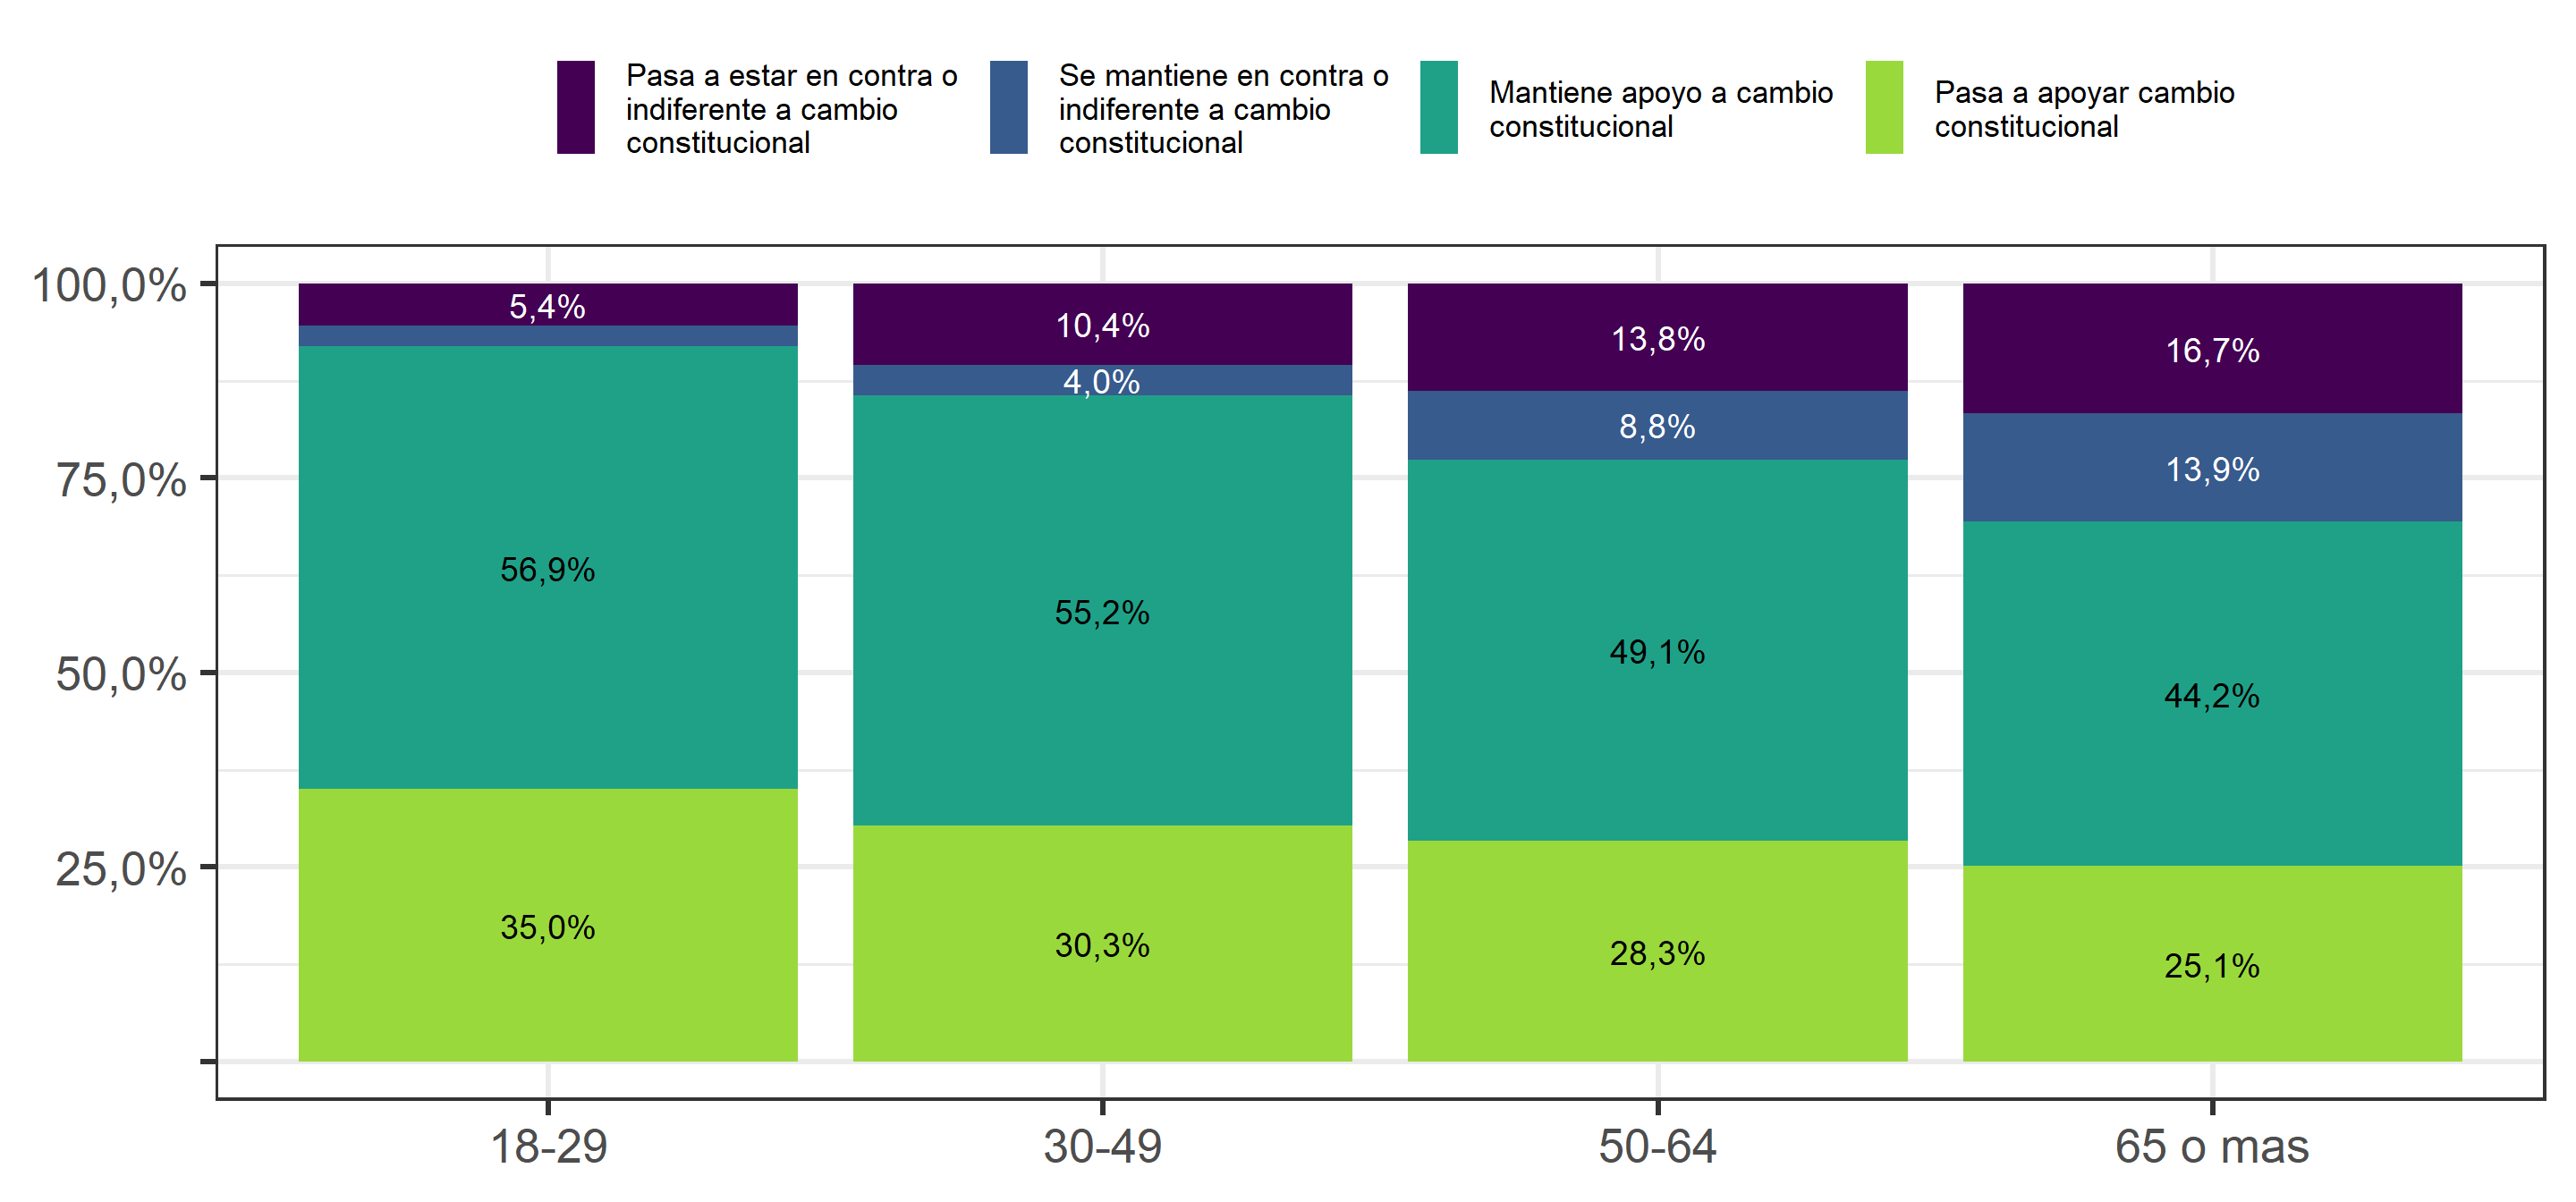 Pasa a estar en contra o
indiferente a cambio
constitucional
Se mantiene en contra o
indiferente a cambio
constitucional
Mantiene apoyo a cambio
constitucional
Pasa a apoyar cambio
constitucional
100,0%
75,0%
50,0%
25,0%
5,4%
56,9%
35,0%
10,4%
4,0%
55,2%
30,3%
13,8%
8,8%
49,1%
28,3%
16,7%
13,9%
44,2%
25,1%
18-29
30-49
50-64
65 o mas